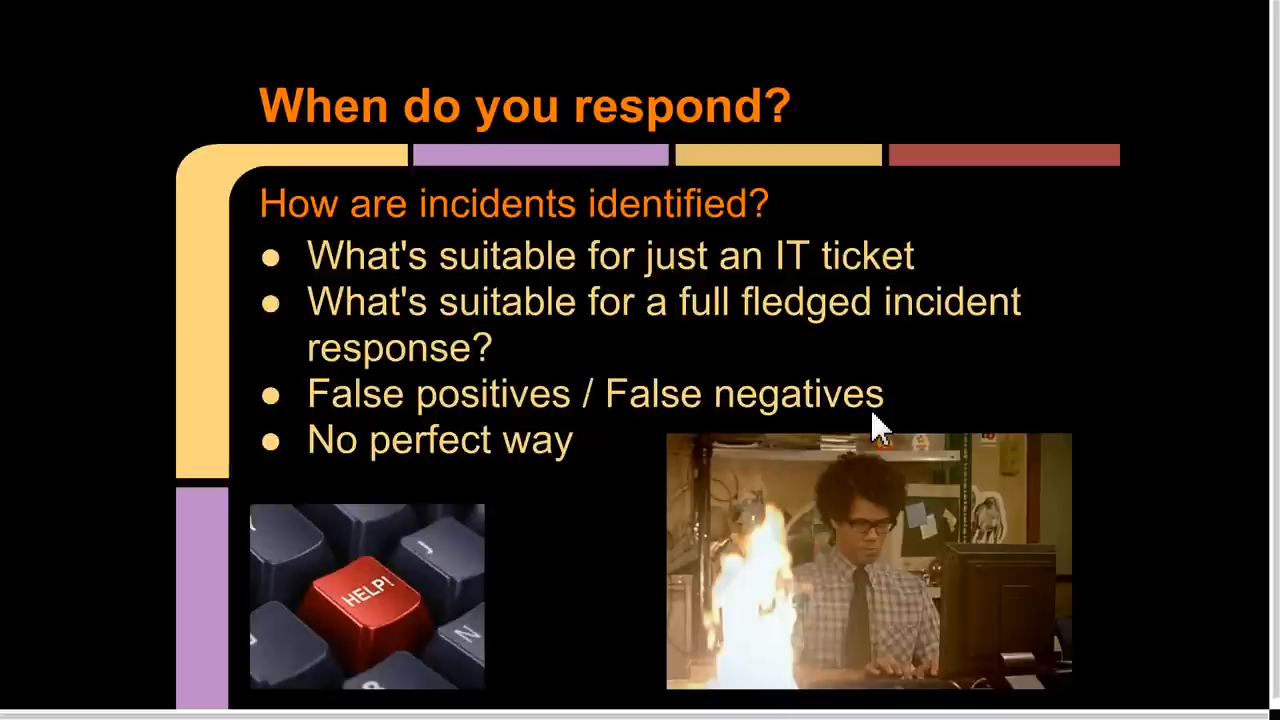 When do you respond?
How are incidents identified?
● What's suitable for just an IT ticket
● What's suitable for a full fledged incident
response?
● False positives / False negatives
● No perfect way
HELP!
N